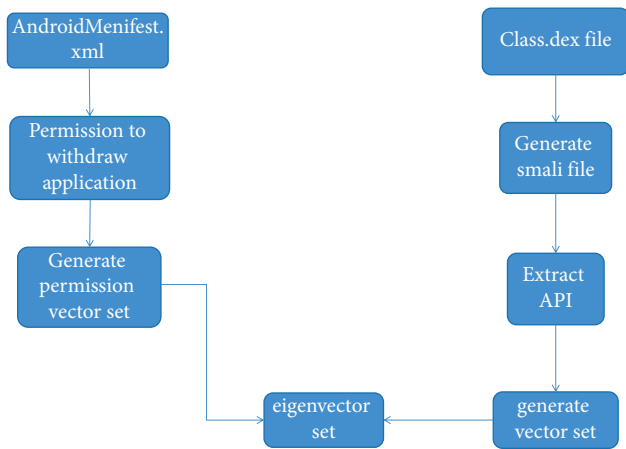 AndroidMenifest.
xml
Permission to
withdraw
application
Generate
permission
vector set
Class.dex file
Generate
smali file
Extract
API
generate
vector set
eigenvector
set